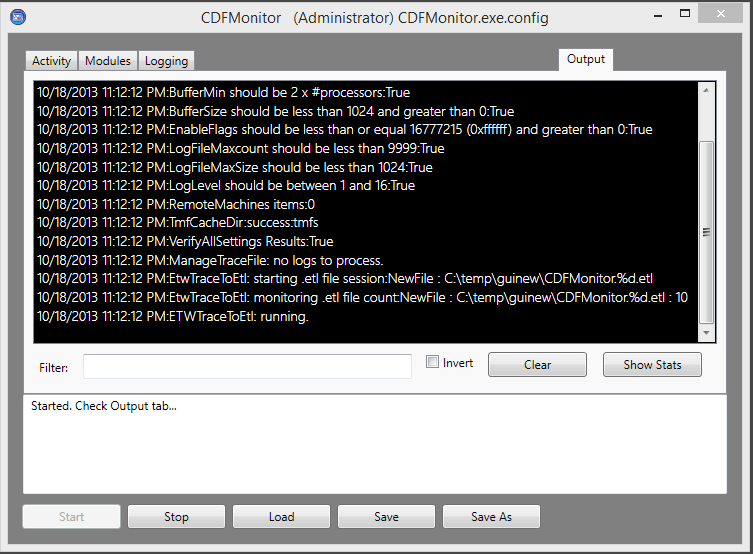 CDFMonitor (Administrator) CDFMonitor.exe.config
Activity Modules Logging Output
10/18/2013 11:12:12 PM:BufferMin should be 2 x #processors:True
10/18/2013 11:12:12 PM:BufferSize should be less than 1024 and greater than 0:True
10/18/2013 11:12:12 PM:EnableFlags should be less than or equal 16777215 (0xffffff) and greater than 0:True
10/18/2013 11:12:12 PM:LogFileMaxcount should be less than 9999:True
10/18/2013 11:12:12 PM:LogFileMaxSize should be less than 1024:True
10/18/2013 11:12:12 PM:LogLevel should be between 1 and 16:True
10/18/2013 11:12:12 PM:RemoteMachines items:0
10/18/2013 11:12:12 PM:TmfCacheDir:success:tmfs
10/18/2013 11:12:12 PM:VerifyAllSettings Results:True
10/18/2013 11:12:12 PM:ManageTraceFile: no logs to process.
10/18/2013 11:12:12 PM:EtwTraceToEtl: starting .etl file session:NewFile : C:\temp\guinew\CDFMonitor.%d.etl
10/18/2013 11:12:12 PM:EtwTraceToEtl: monitoring .etl file count:NewFile : C:\temp\guinew\CDFMonitor.%d.etl : 10
10/18/2013 11:12:12 PM:ETWTraceToEtl: running.
Filter: Invert Clear Show Stats
Started. Check Output tab...
Start Stop Load Save Save As